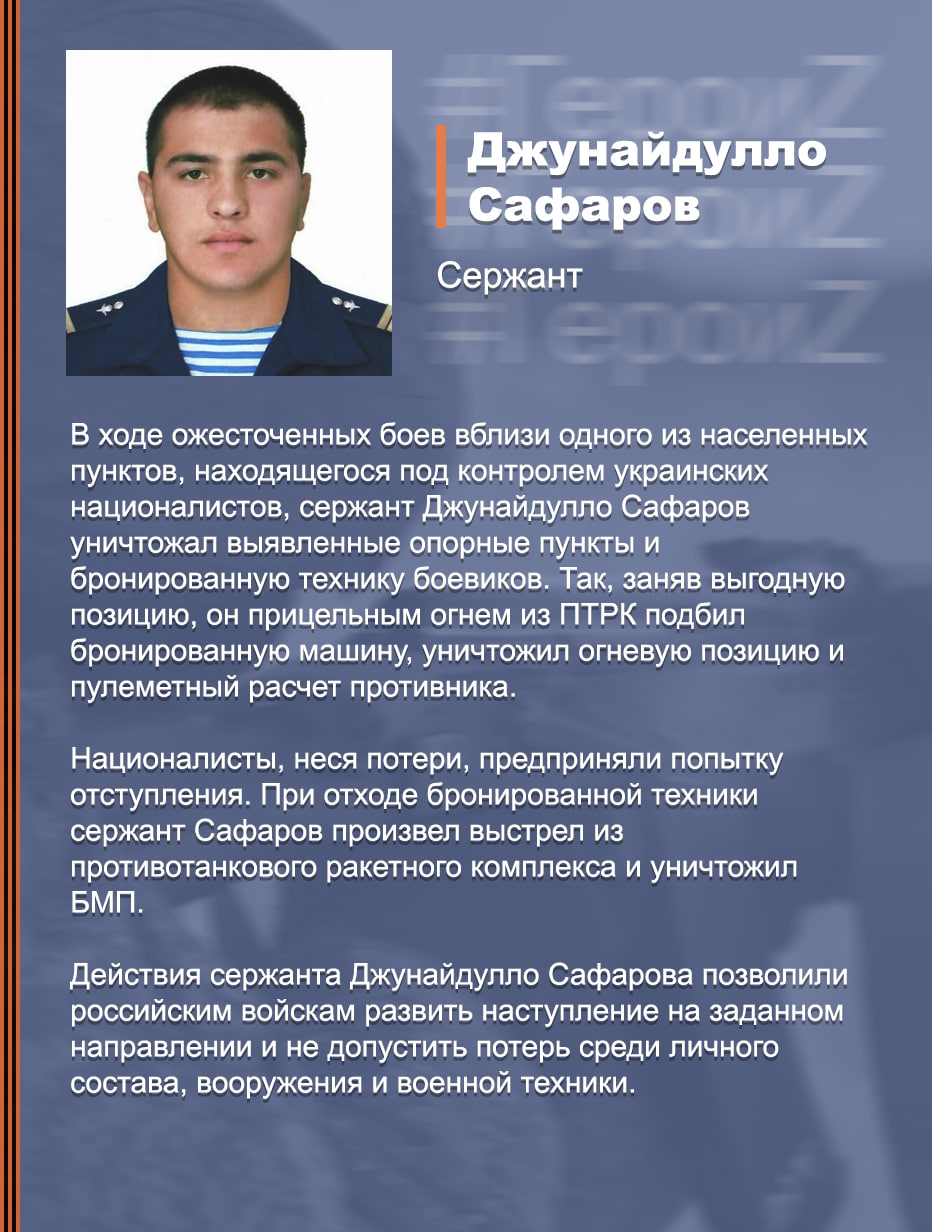 #ГероиZ
Джунайдулло
#ГероиZ
Сафаров
Сержант
#ГероиZ
В ходе ожесточенных боев вблизи одного из населенных
пунктов, находящегося под контролем украинских
националистов, сержант Джунайдулло Сафаров
уничтожал выявленные опорные пункты и
бронированную технику боевиков. Так, заняв выгодную
позицию, он прицельным огнем из ПТРК подбил
бронированную машину, уничтожил огневую позицию и
пулеметный расчет противника.
Националисты, неся потери, предприняли попытку
отступления. При отходе бронированной техники
сержант Сафаров произвел выстрел из
противотанкового ракетного комплекса и уничтожил
БМП.
Действия сержанта Джунайдулло Сафарова позволили
российским войскам развить наступление на заданном
направлении и не допустить потерь среди личного
состава, вооружения и военной техники.